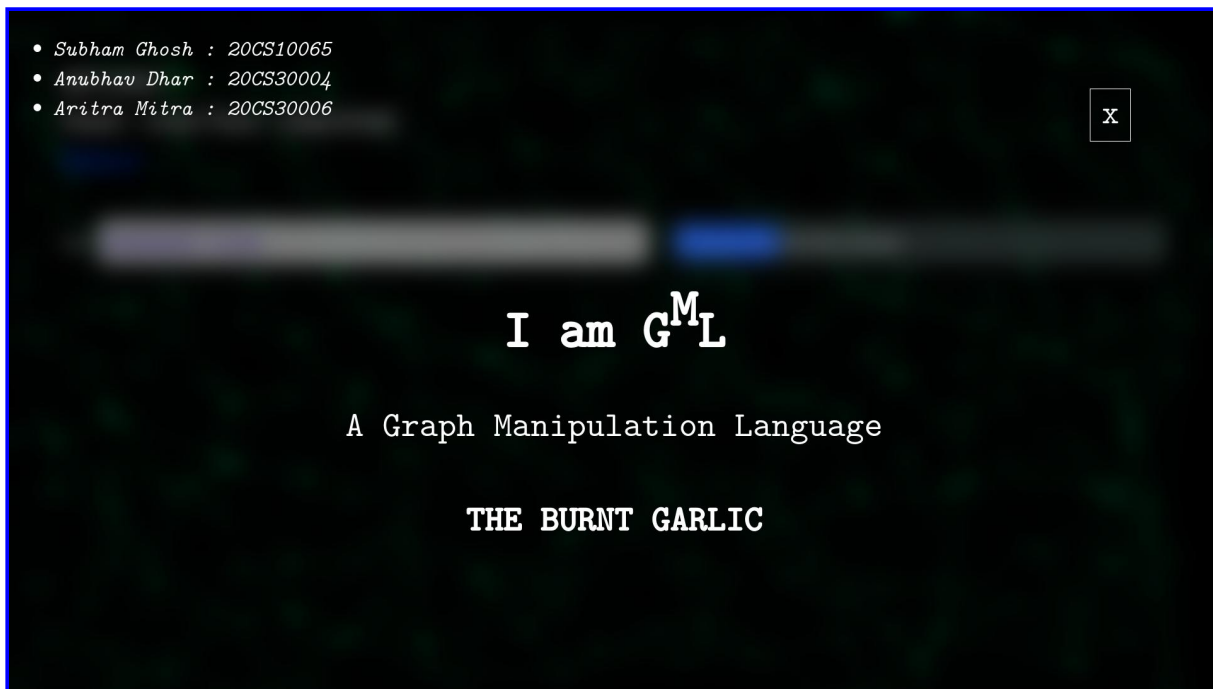 • Subham Ghosh : 20CS10065
• Anubhav Dhar : 20CS30004
• Aritra Mitra : 20CS30006
X
I am GML
A Graph Manipulation Language
THE BURNT GARLIC